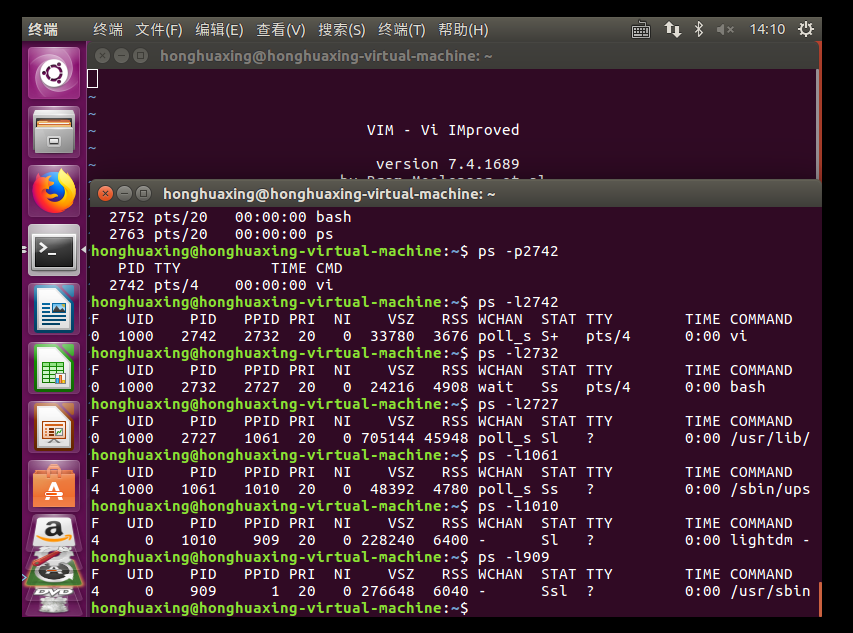 终端 终端 文件(F) 编辑(E) 查看(V) 搜索(S) 终端(T) 帮助(H) 14:10
honghuaxing@honghuaxing-virtual-machine: ~
~
~
~ VIM - Vi IMproved
~
~ version 7.4.1689
honghuaxing@honghuaxing-virtual-machine: ~
2752 pts/20 00:00:00 bash
2763 pts/20 00:00:00 ps
honghuaxing@honghuaxing-virtual-machine:~$ ps -p2742
PID TTY TIME CMD
2742 pts/4 00:00:00 vi
honghuaxing@honghuaxing-virtual-machine:~$ ps -l2742
F UID PID PPID PRI NI VSZ RSS WCHAN STAT TTY TIME COMMAND
0 1000 2742 2732 20 0 33780 3676 poll_s S+ pts/4 0:00 vi
honghuaxing@honghuaxing-virtual-machine:~$ ps -l2732
F UID PID PPID PRI NI VSZ RSS WCHAN STAT TTY TIME COMMAND
0 1000 2732 2727 20 0 24216 4908 wait Ss pts/4 0:00 bash
honghuaxing@honghuaxing-virtual-machine:~$ ps -l2727
F UID PID PPID PRI NI VSZ RSS WCHAN STAT TTY TIME COMMAND
0 1000 2727 1061 20 0 705144 45948 poll_s Sl ? 0:00 /usr/lib/
honghuaxing@honghuaxing-virtual-machine:~$ ps -l1061
F UID PID PPID PRI NI VSZ RSS WCHAN STAT TTY TIME COMMAND
4 1000 1061 1010 20 0 48392 4780 poll_s Ss ? 0:00 /sbin/ups
honghuaxing@honghuaxing-virtual-machine:~$ ps -l1010
F UID PID PPID PRI NI VSZ RSS WCHAN STAT TTY TIME COMMAND
4 0 1010 909 20 0 228240 6400 - Sl ? 0:00 lightdm -
honghuaxing@honghuaxing-virtual-machine:~$ ps -l909
F UID PID PPID PRI NI VSZ RSS WCHAN STAT TTY TIME COMMAND
4 0 909 1 20 0 276648 6040 - Ssl ? 0:00 /usr/sbin
honghuaxing@honghuaxing-virtual-machine:~$